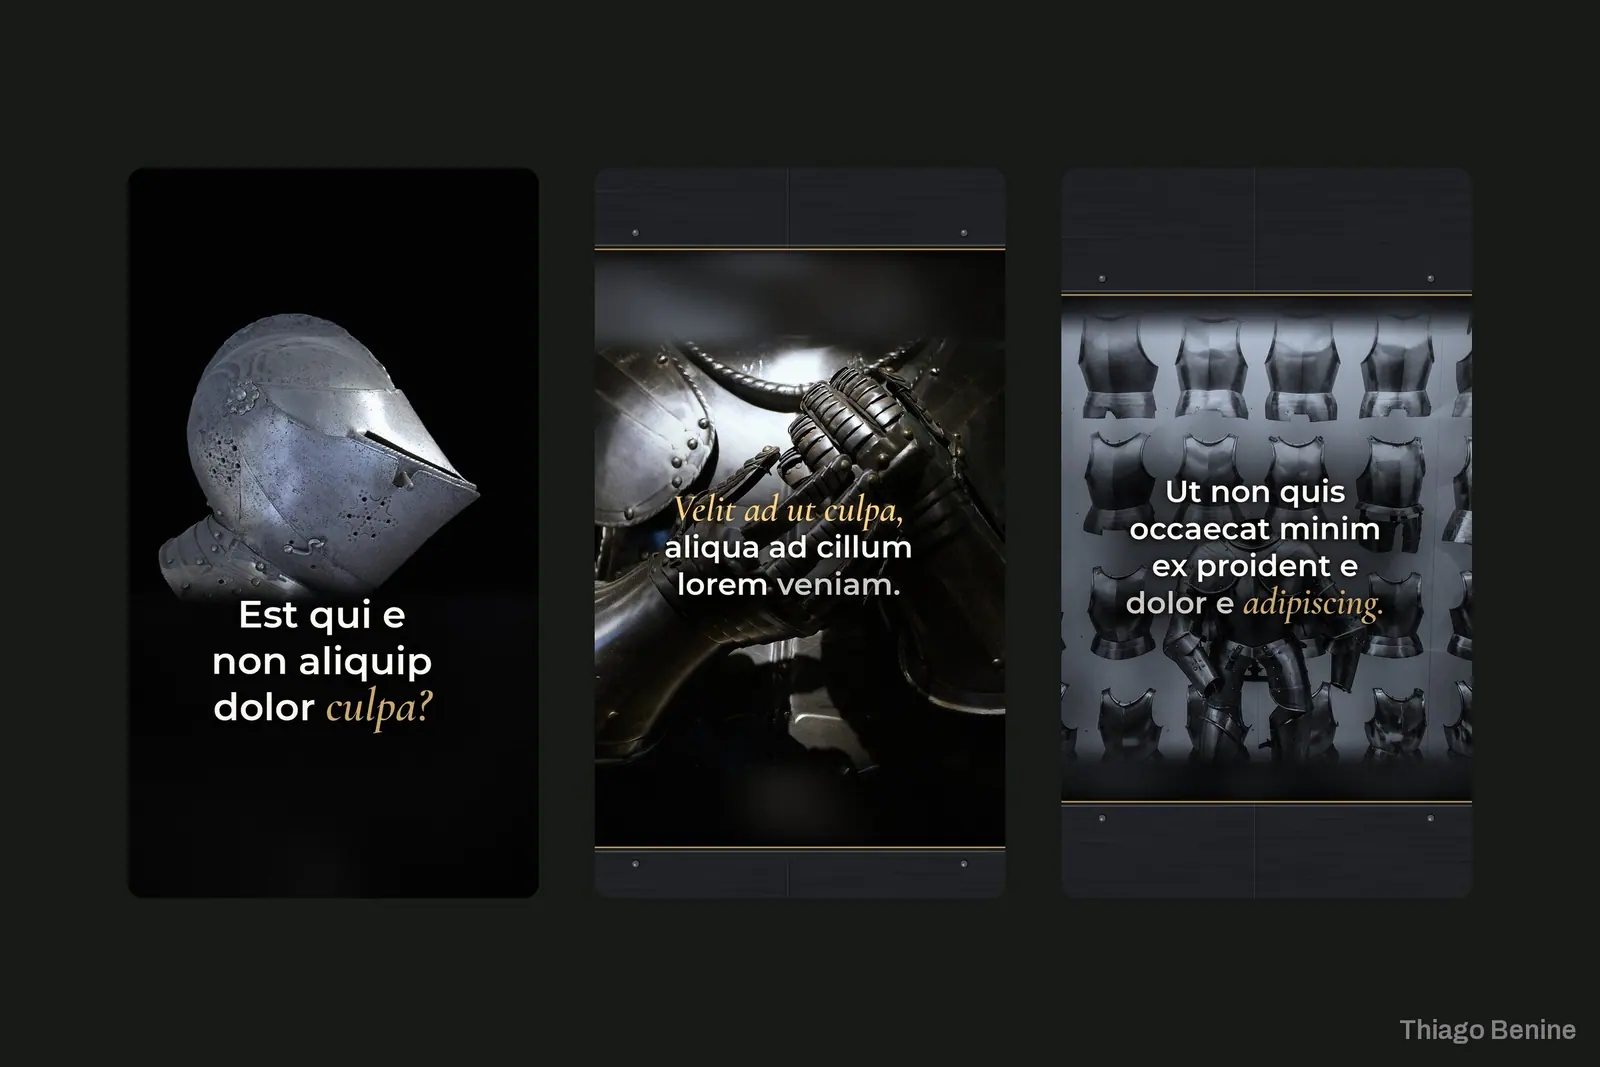 Est qui e
non aliquip
dolor culpa?
Velit ad ut culpa,
aliqua ad cillum
lorem veniam.
Ut non quis
occaecat minim
ex proident e
dolor e adipiscing.
Thiago Benine